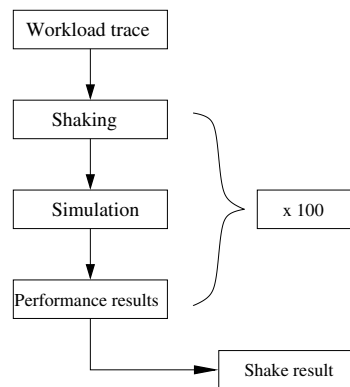 Workload trace
Shaking
Simulation
x 100
Performance results
Shake result